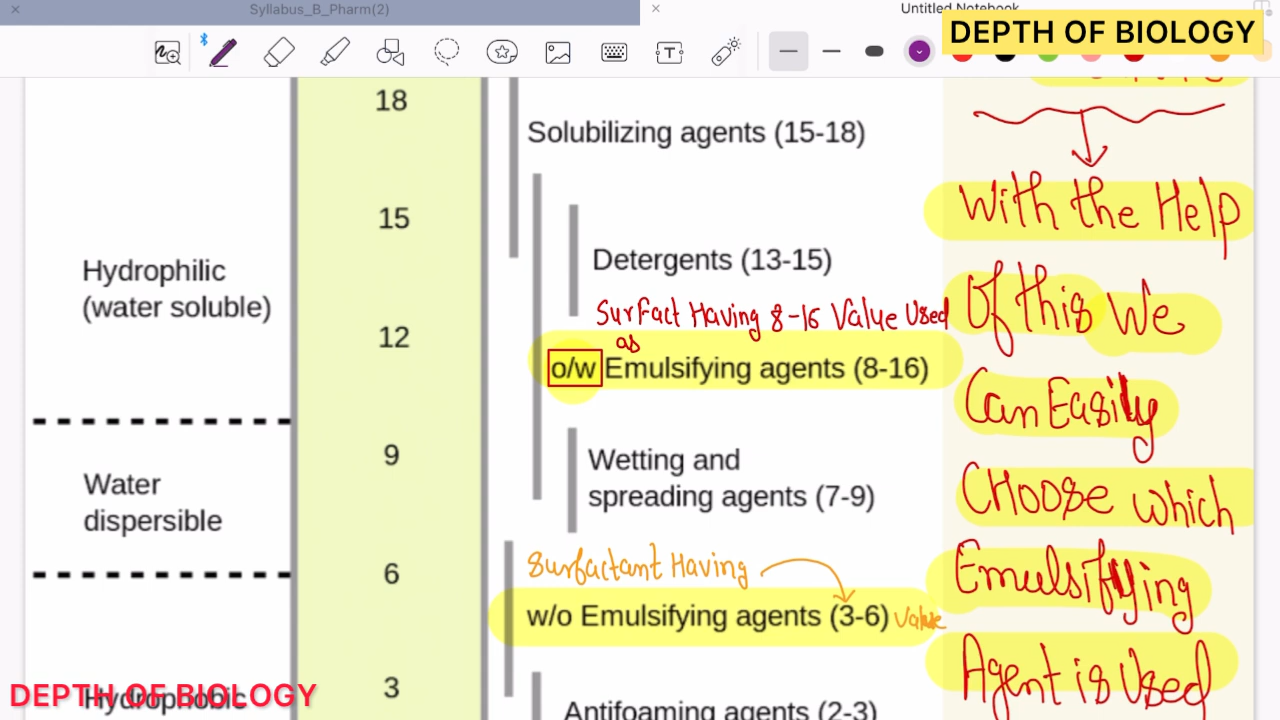 Syllabus_B_Pharm(2)
Untitled Notebook
DEPTH OF BIOLOGY
18
Solubilizing agents (15-18)
15
Detergents (13-15)
Hydrophilic
(water soluble)
Surfact Having 8-16 Value Used
as
12
o/w Emulsifying agents (8-16)
9
Wetting and
spreading agents (7-9)
Water
dispersible
6
Surfactant Having
w/o Emulsifying agents (3-6) Value
3
Hydrophobic
Antifoaming agents (2-3)
With the Help
Of this We
Can Easily
CHOOSe which
Emulsifying
Agent is Used
DEPTH OF BIOLOGY